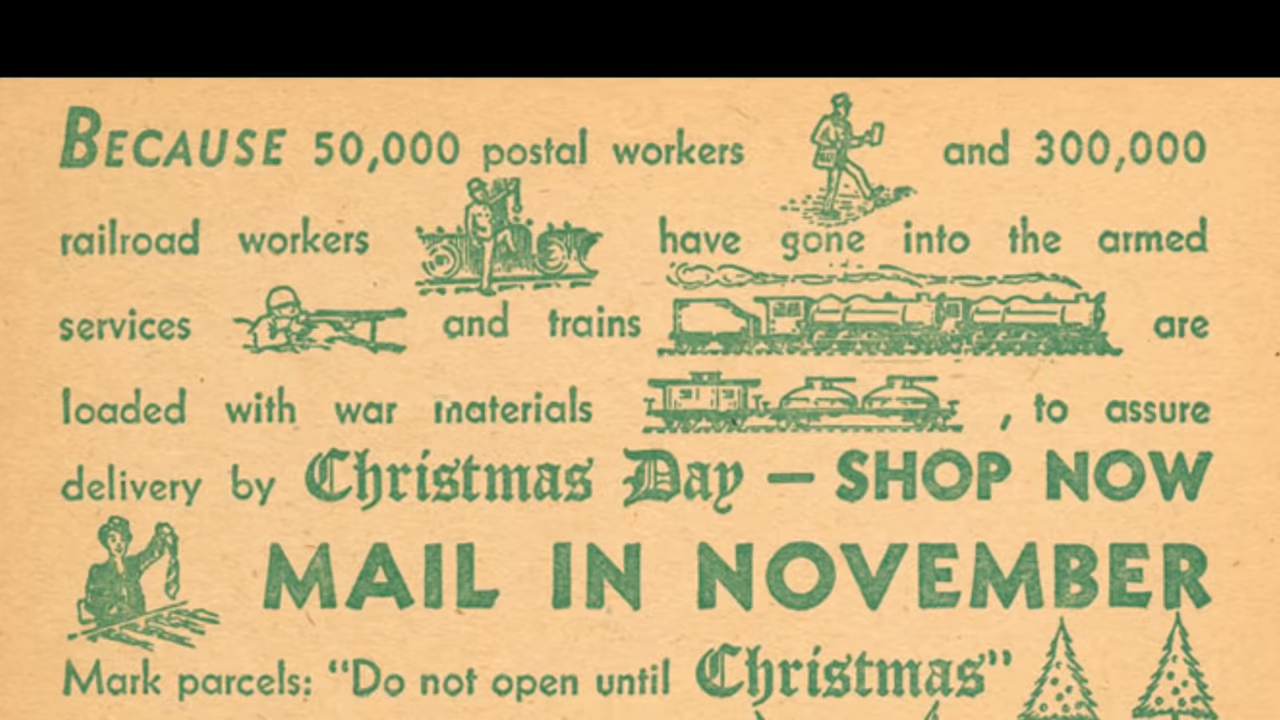 BECAUSE 50,000 postal workers and 300,000
railroad workers have gone into the armed
services and trains are
loaded with war materials , to assure
delivery by Christmas Day – SHOP NOW
MAIL IN NOVEMBER
Mark parcels: “Do not open until Christmas”